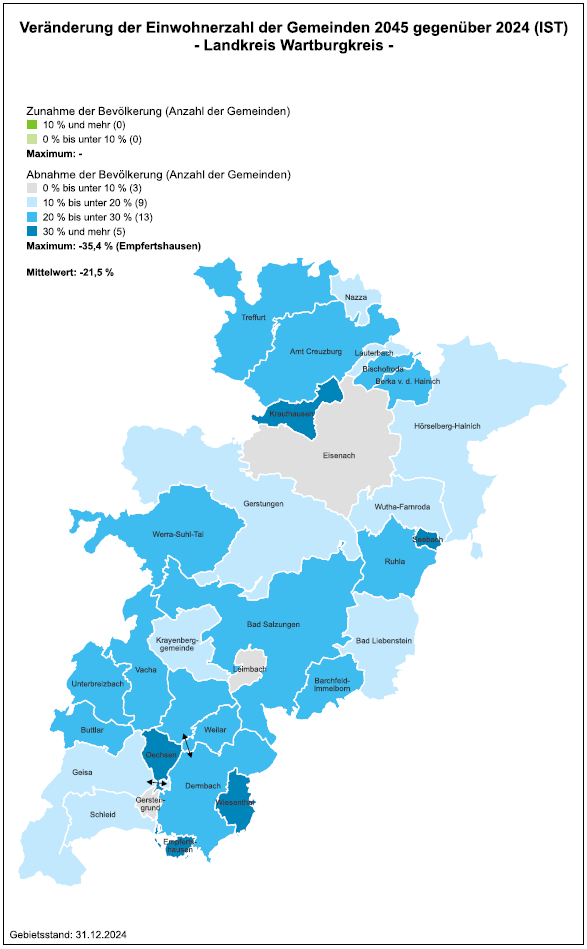 Veränderung der Einwohnerzahl der Gemeinden 2045 gegenüber 2024 (IST)
- Landkreis Wartburgkreis -
Zunahme der Bevölkerung (Anzahl der Gemeinden)
10 % und mehr (0)
0 % bis unter 10 % (0)
Maximum: -
Abnahme der Bevölkerung (Anzahl der Gemeinden)
0 % bis unter 10 % (3)
10 % bis unter 20 % (9)
20 % bis unter 30 % (13)
30 % und mehr (5)
Maximum: -35,4 % (Empfertshausen)
Mittelwert: -21,5 %
Nazza
Treffurt
Amt Creuzburg
Lauterbach
Bischofroda
Berka v. d. Hainich
Krauthausen
Hörselberg-Hainich
Eisenach
Gerstungen
Wutha-Farnroda
Werra-Suhl-Tal
Seebach
Ruhla
Bad Salzungen
Krayenberg-
gemeinde
Bad Liebenstein
Leimbach
Vacha
Unterbreizbach
Barchfeld-
Immelborn
Buttlar
Weilar
Oechsen
Geisa
Dermbach
Gersten-
grund
Wiesenthal
Schleid
Empferts-
hausen
Gebietsstand: 31.12.2024